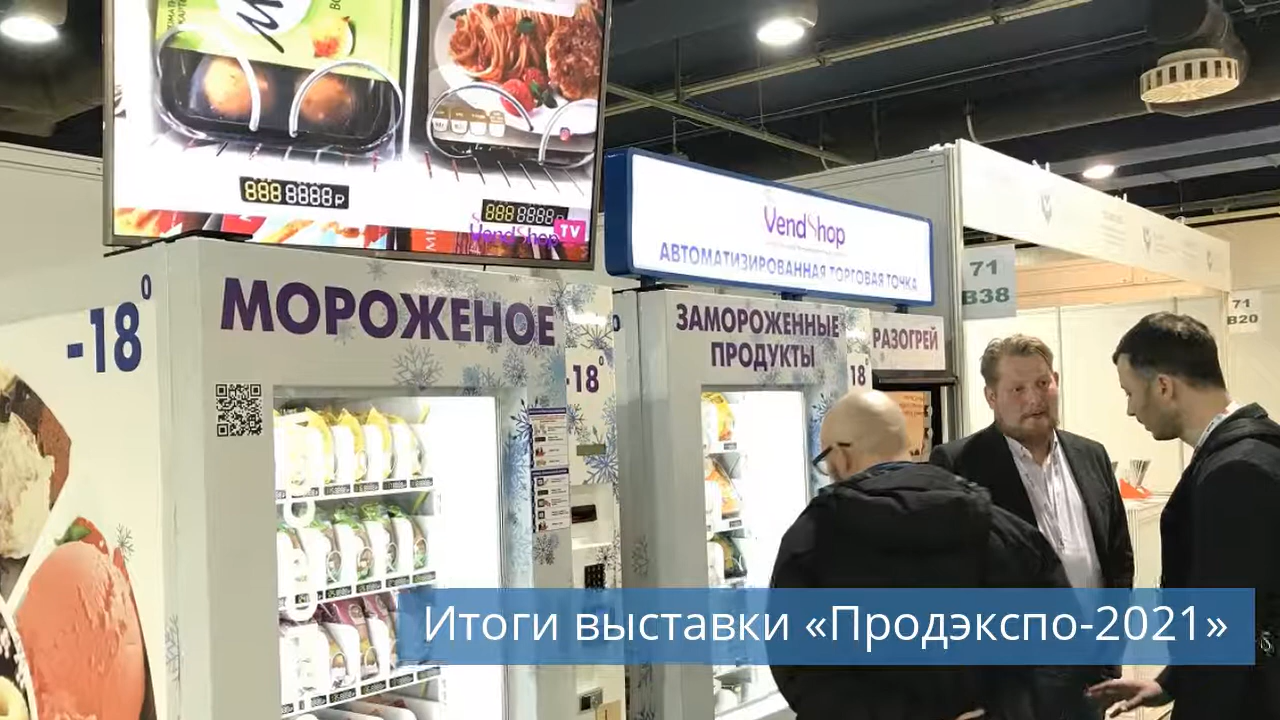 888 8888 ₽
888 8888
VendShop TV
VendShop
АВТОМАТИЗИРОВАННАЯ ТОРГОВАЯ ТОЧКА
71
B38
71
B20
-18°
МОРОЖЕНОЕ
-18°
ЗАМОРОЖЕННЫЕ
ПРОДУКТЫ
18°
РАЗОГРЕЙ
Итоги выставки «Продэкспо-2021»